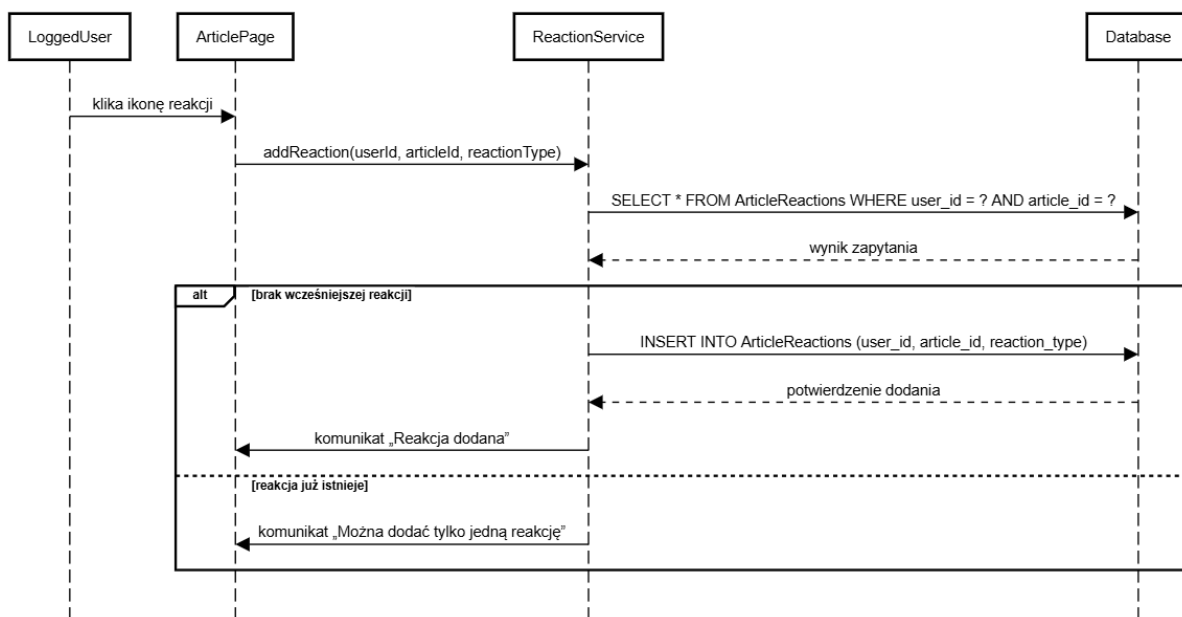 LoggedUser
ArticlePage
ReactionService
Database
klika ikonę reakcji
addReaction(userId, articleId, reactionType)
SELECT * FROM ArticleReactions WHERE user_id = ? AND article_id = ?
wynik zapytania
alt
[brak wcześniejszej reakcji]
INSERT INTO ArticleReactions (user_id, article_id, reaction_type)
potwierdzenie dodania
komunikat „Reakcja dodana”
[reakcja już istnieje]
komunikat „Można dodać tylko jedną reakcję”